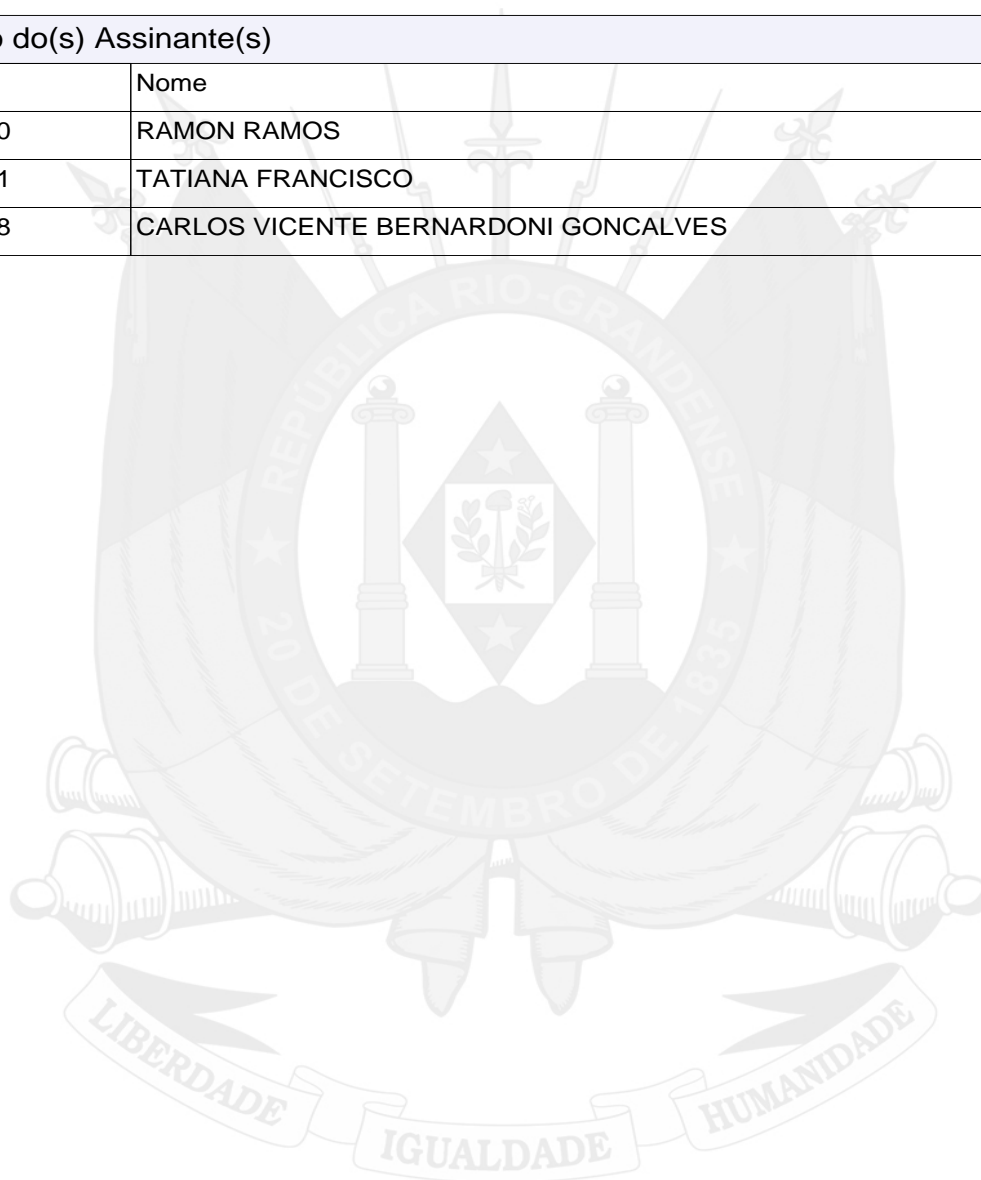 o do(s) Assinante(s)
Nome
0 RAMON RAMOS
1 TATIANA FRANCISCO
8 CARLOS VICENTE BERNARDONI GONCALVES
REPÚBLICA RIO-GRANDENSE
★ 20 DE SETEMBRO DE 1835 ★
LIBERDADE IGUALDADE HUMANIDADE